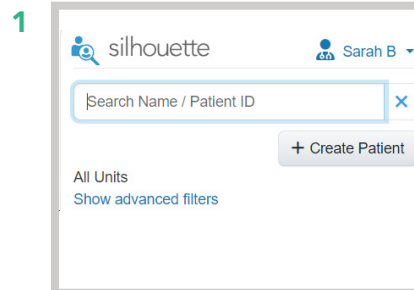 1
silhouette
Sarah B
Search Name / Patient ID
+ Create Patient
All Units
Show advanced filters